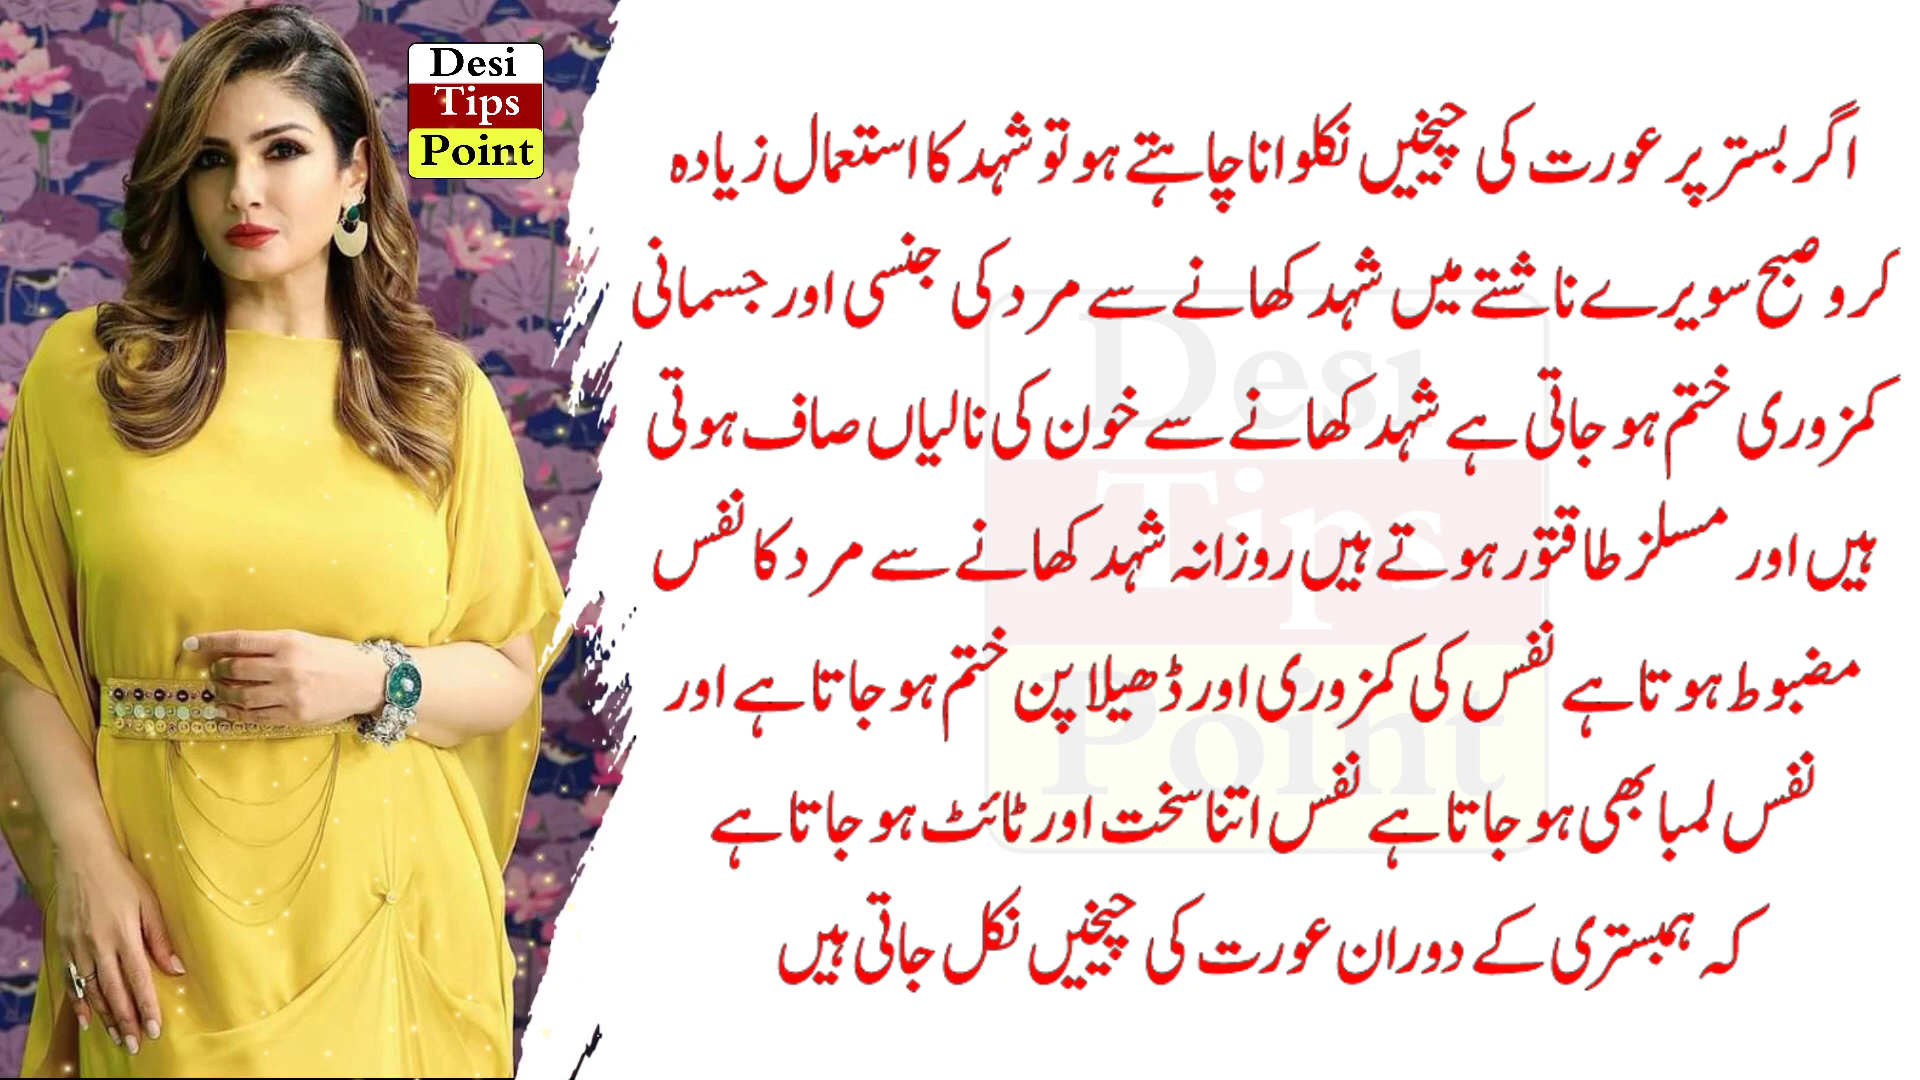 Desi
Tips
Point
اگر بستر پر عورت کی چیخیں نکلوانا چاہتے ہو تو شہد کا استعمال زیادہ
کرو صبح سویرے ناشتے میں شہد کھانے سے مرد کی جنسی اور جسمانی
کمزوری ختم ہو جاتی ہے شہد کھانے سے خون کی نالیاں صاف ہوتی
ہیں اور مسلز طاقتور ہوتے ہیں روزانہ شہد کھانے سے مرد کا نفس
مضبوط ہوتا ہے نفس کی کمزوری اور ڈھیلا پن ختم ہو جاتا ہے اور
نفس لمبا بھی ہو جاتا ہے نفس اتنا سخت اور ٹائٹ ہو جاتا ہے
کہ ہمبستری کے دوران عورت کی چیخیں نکل جاتی ہیں
Desi
Tips
Point